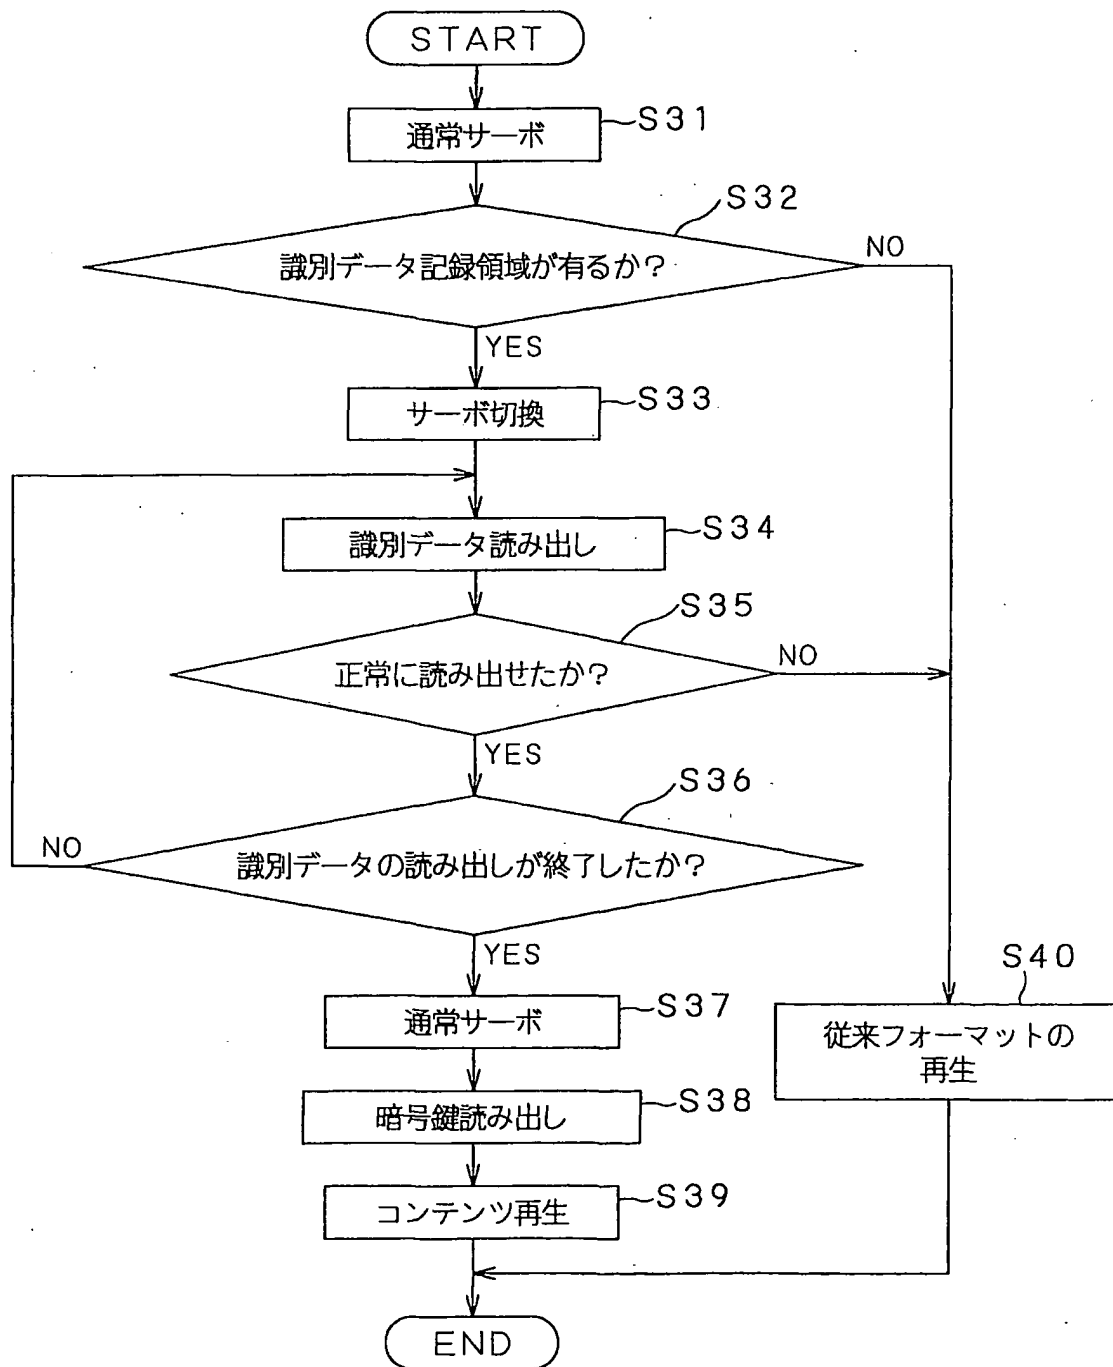 START
通常サーボ
S31
S32
識別データ記録領域が有るか?
NO
YES
サーボ切換
S33
識別データ読み出し
S34
S35
正常に読み出せたか?
NO
YES
S36
識別データの読み出しが終了したか?
NO
YES
通常サーボ
S37
S40
従来フォーマットの
再生
暗号鍵読み出し
S38
コンテンツ再生
S39
END